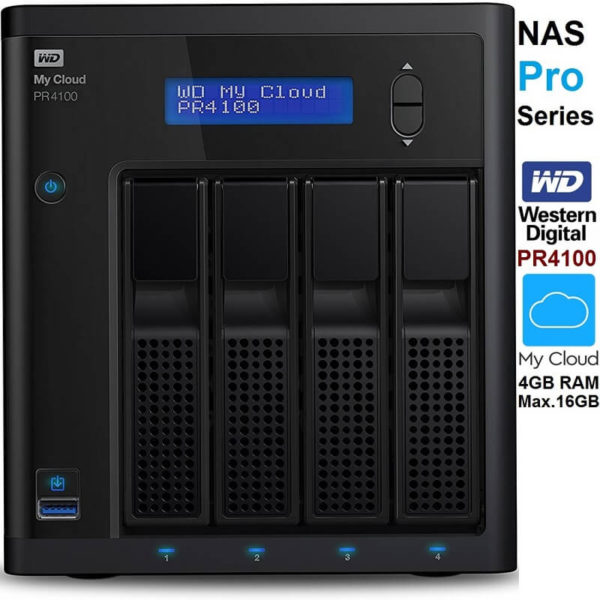 WD
My Cloud
PR4100
WD My Cloud
PR4100
1
2
3
4
NAS
Pro
Series
WD
Western
Digital
PR4100
My Cloud
4GB RAM
Max.16GB